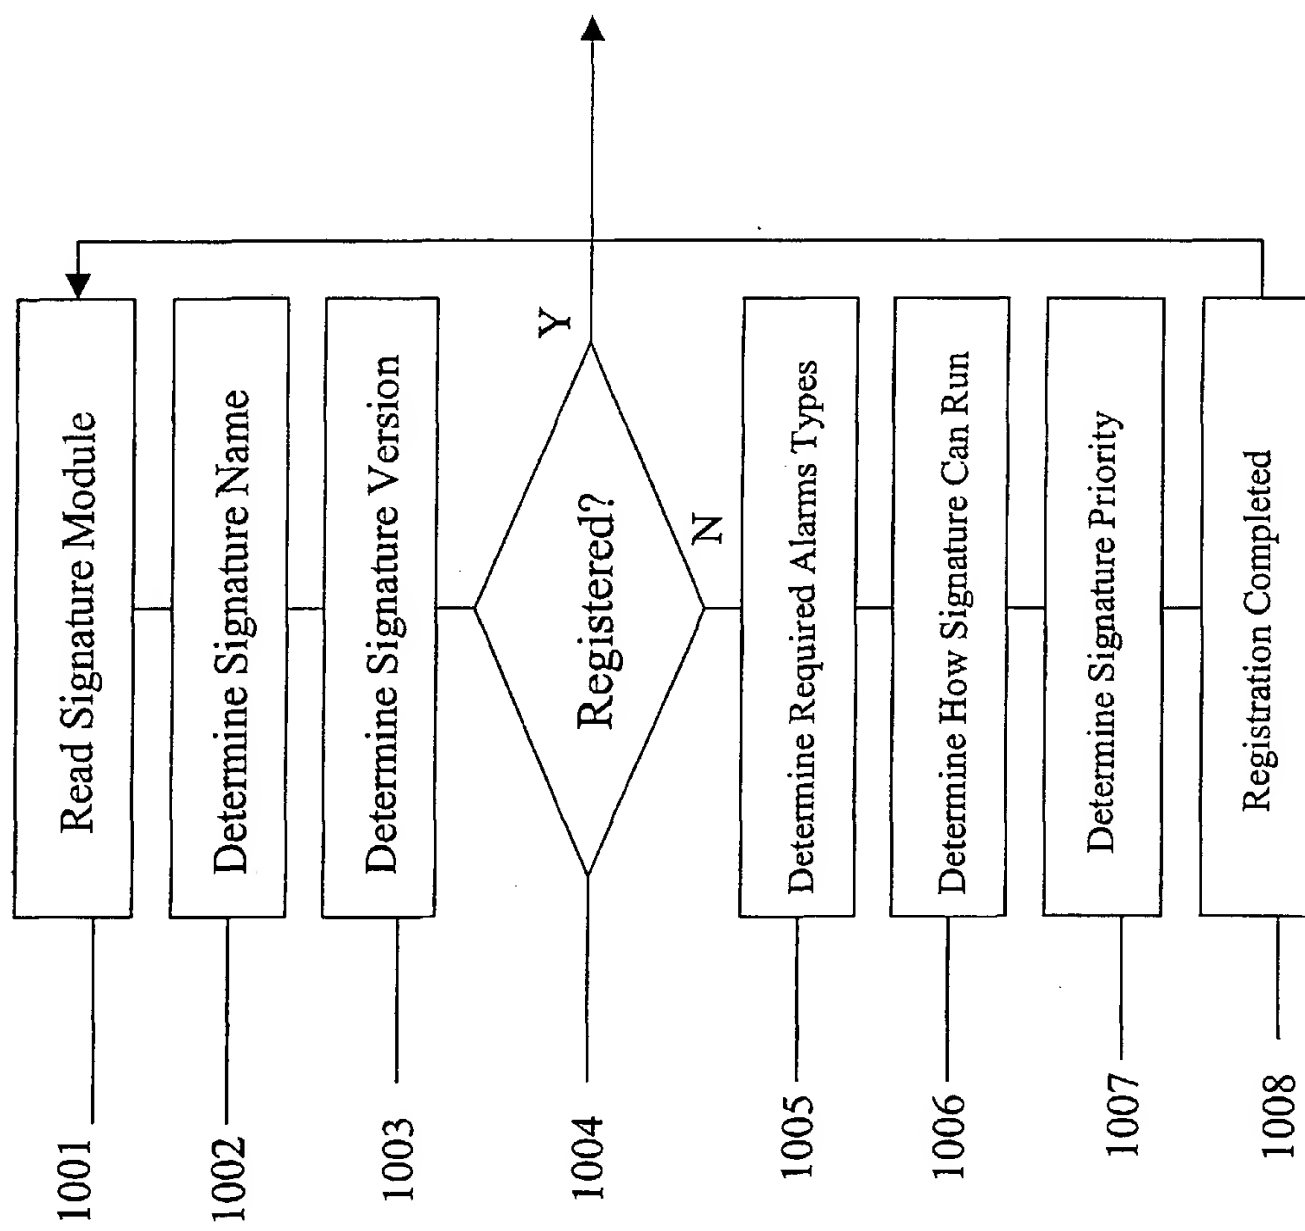 1001
Read Signature Module
1002
Determine Signature Name
1003
Determine Signature Version
1004
Registered?
Y
N
1005
Determine Required Alarms Types
1006
Determine How Signature Can Run
1007
Determine Signature Priority
1008
Registration Completed